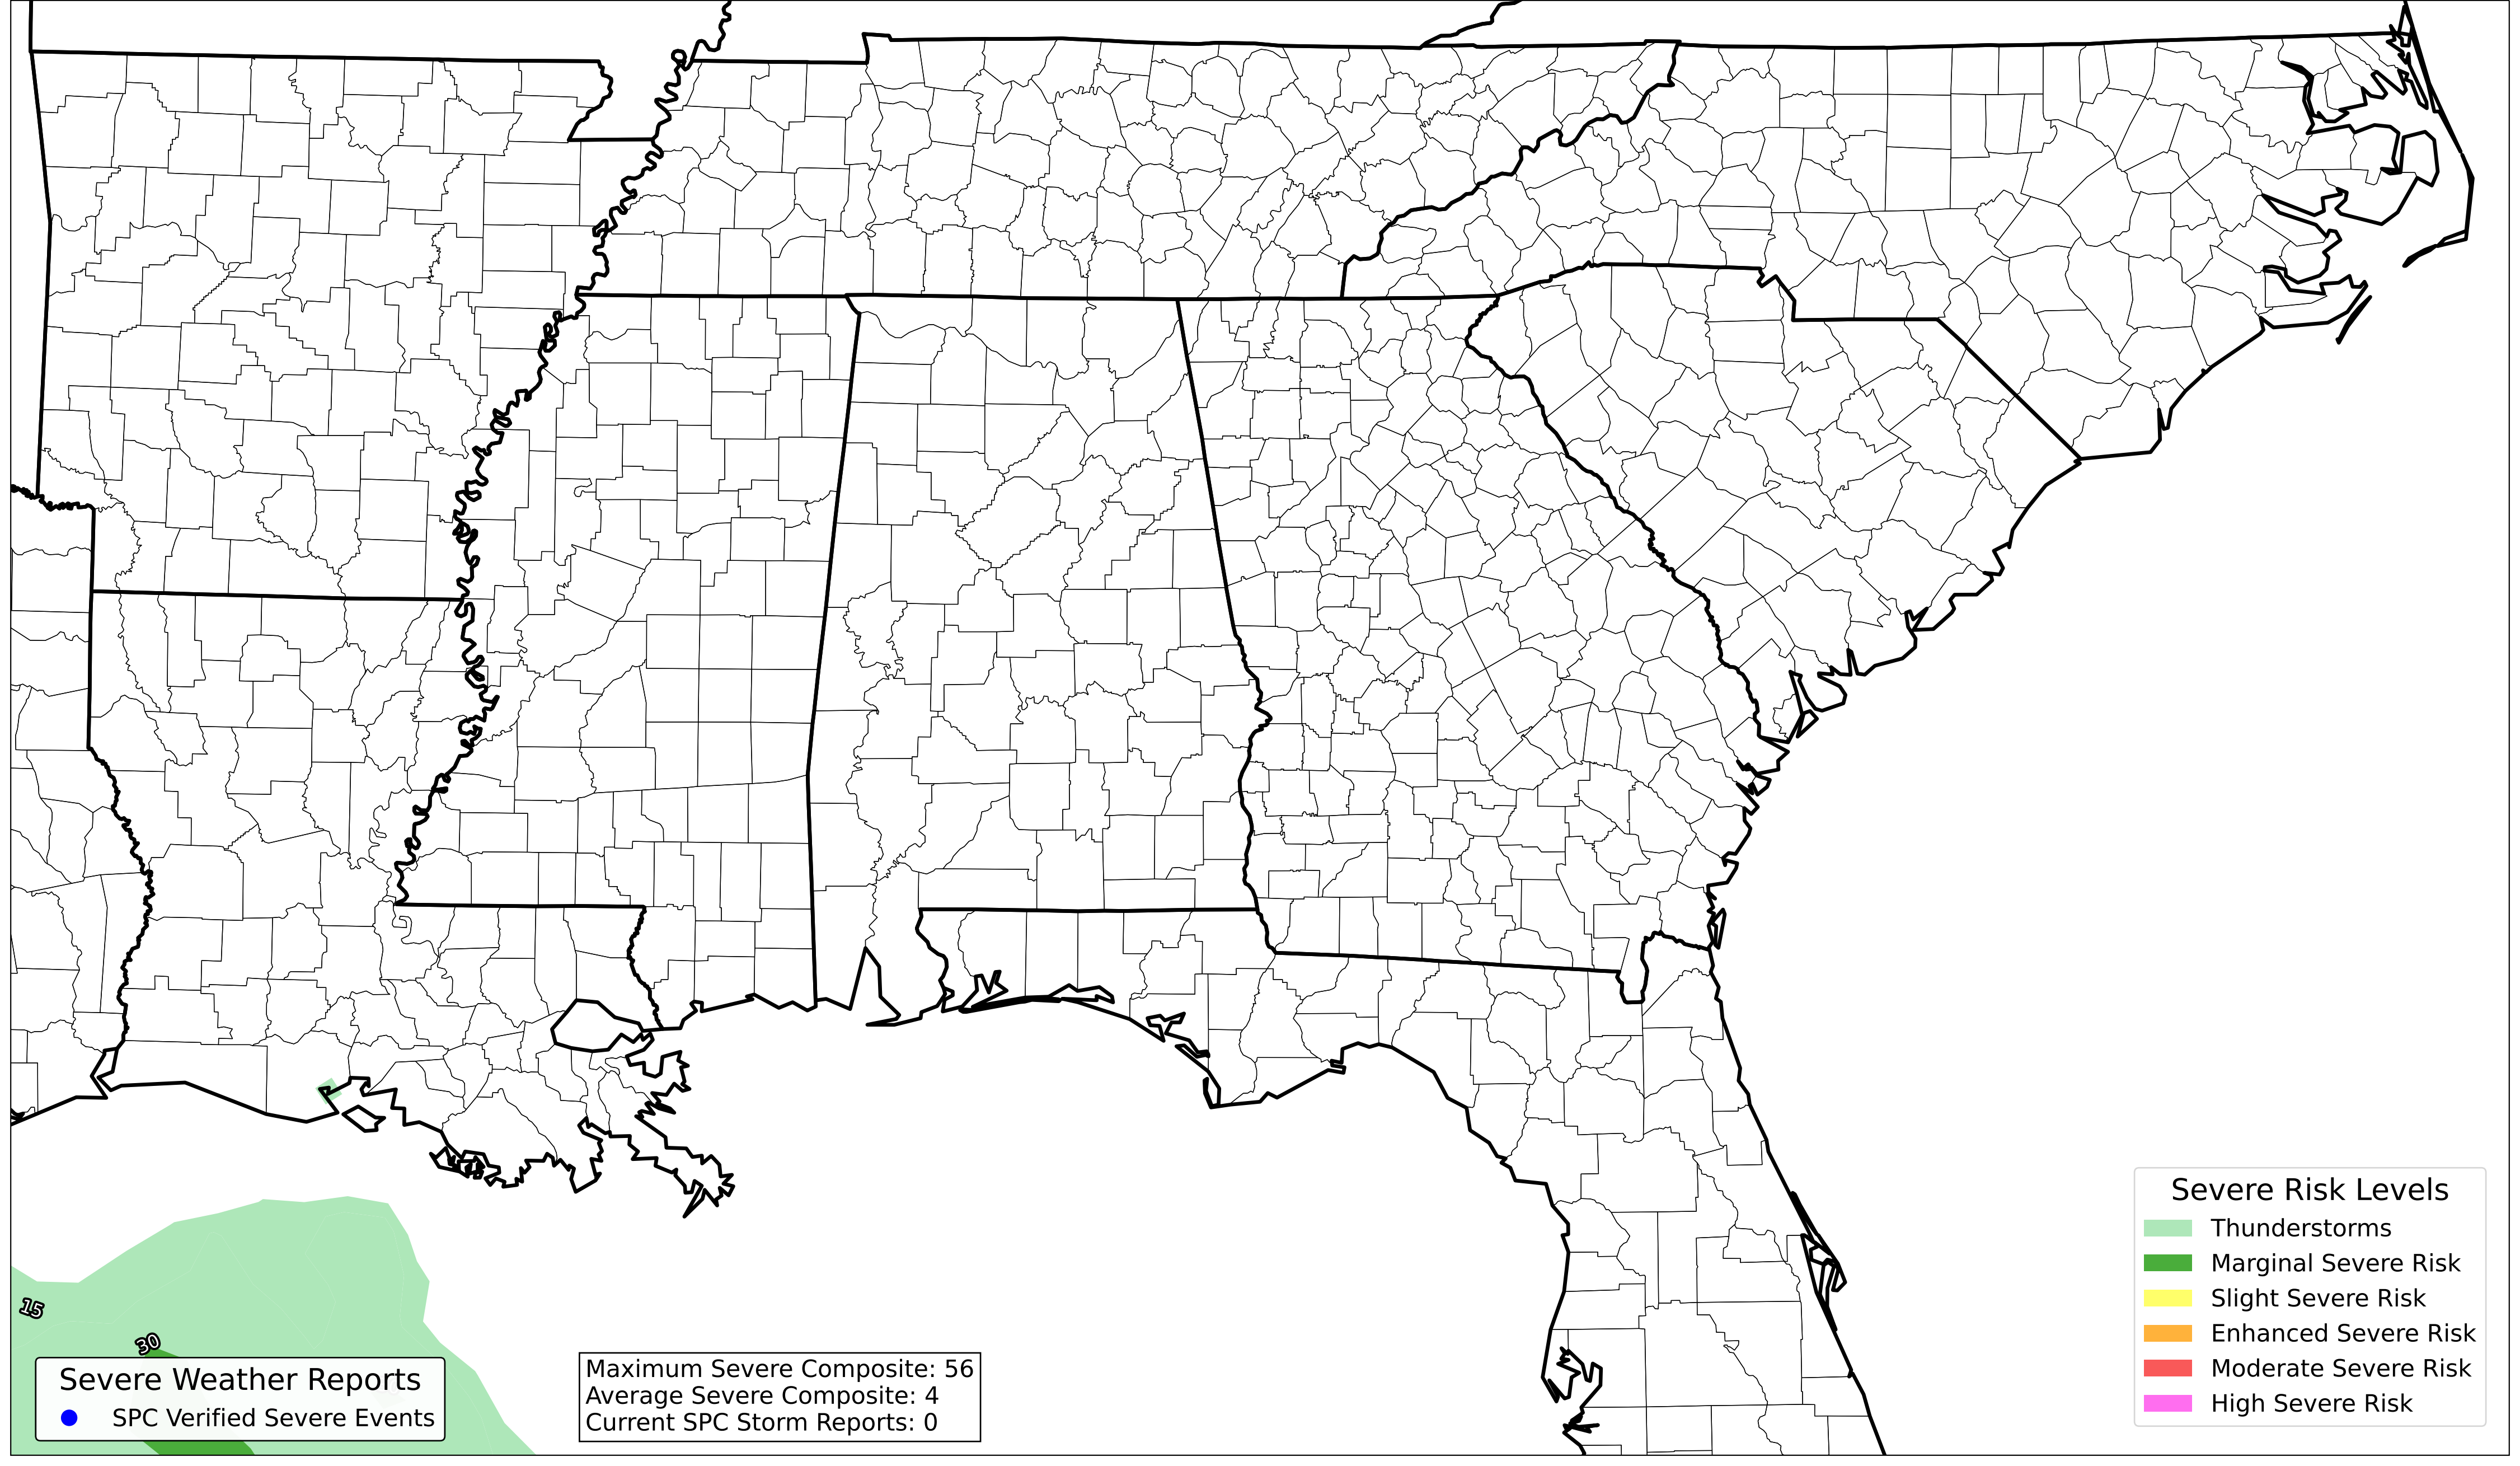 15
30
Severe Weather Reports
SPC Verified Severe Events
Maximum Severe Composite: 56
Average Severe Composite: 4
Current SPC Storm Reports: 0
Severe Risk Levels
Thunderstorms
Marginal Severe Risk
Slight Severe Risk
Enhanced Severe Risk
Moderate Severe Risk
High Severe Risk